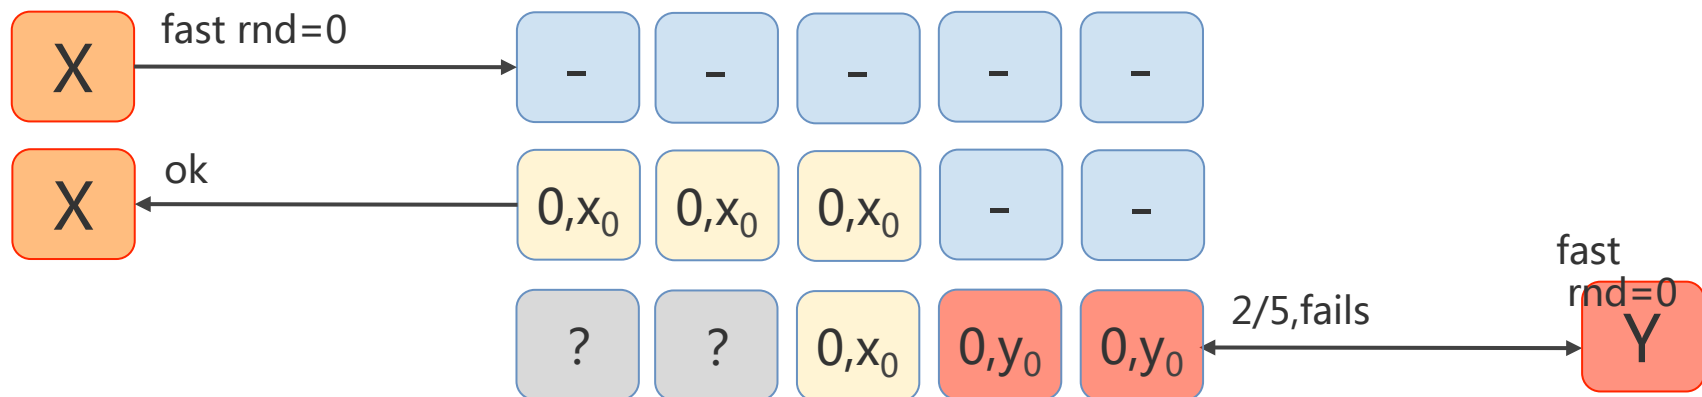 X fast rnd=0 - - - - -
X ok 0,x₀ 0,x₀ 0,x₀ - -
? ? 0,x₀ 0,y₀ 0,y₀ 2/5,fails
fast
rnd=0
Y